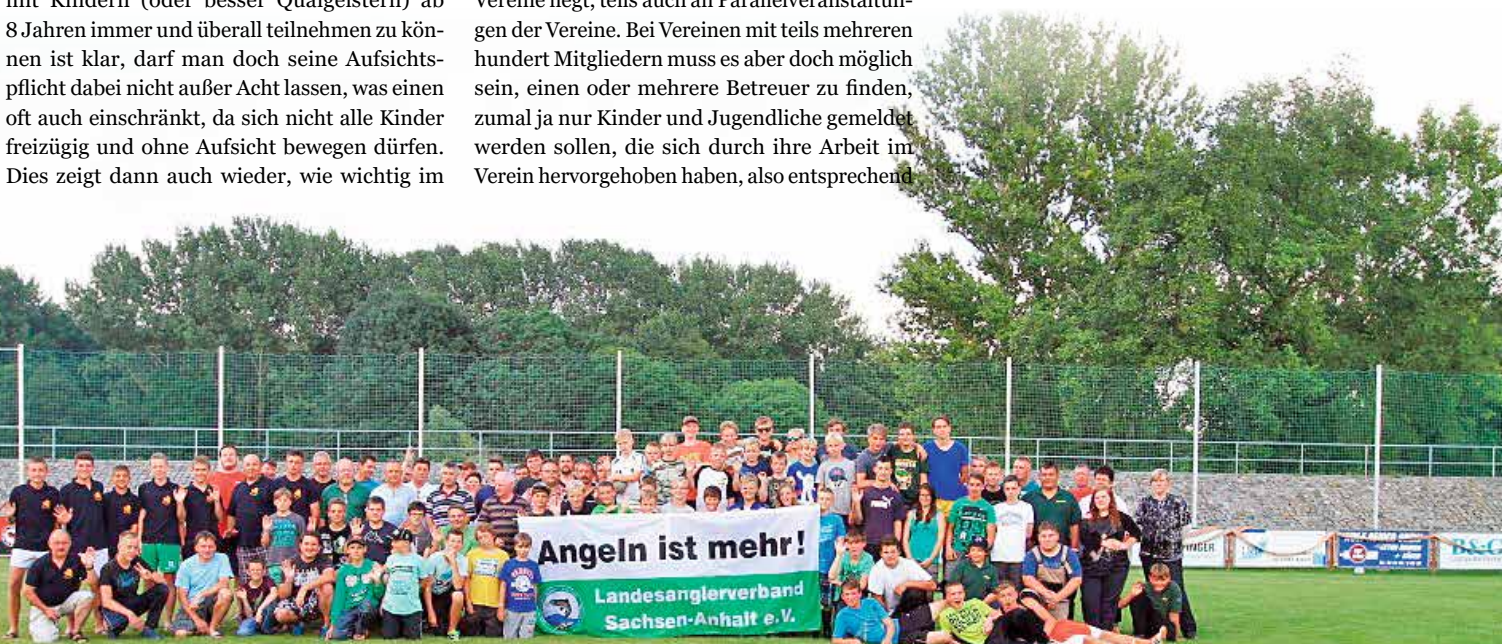 mit Kindern (oder besser Quälgeistern) ab
8 Jahren immer und überall teilnehmen zu kön-
nen ist klar, darf man doch seine Aufsichts-
pflicht dabei nicht außer Acht lassen, was einen
oft auch einschränkt, da sich nicht alle Kinder
freizügig und ohne Aufsicht bewegen dürfen.
Dies zeigt dann auch wieder, wie wichtig im
Vereine liegt, teils auch an Parallelveranstaltun-
gen der Vereine. Bei Vereinen mit teils mehreren
hundert Mitgliedern muss es aber doch möglich
sein, einen oder mehrere Betreuer zu finden,
zumal ja nur Kinder und Jugendliche gemeldet
werden sollen, die sich durch ihre Arbeit im
Verein hervorgehoben haben, also entsprechend
Angeln ist mehr!
Landesanglerverband
Sachsen-Anhalt e.V.
PINGER
B&G